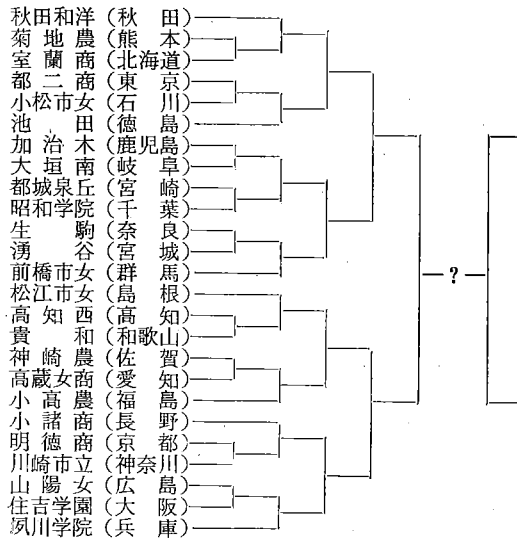 秋田和洋(秋田)
菊地農(熊本)
室蘭商(北海道)
都二商(東京)
小松市女(石川)
池田(徳島)
加治木(鹿児島)
大垣南(岐阜)
都城泉丘(宮崎)
昭和学院(千葉)
生駒(奈良)
湧谷(宮城)
前橋市女(群馬)
松江市女(島根)
高知西(高知)
貴和(和歌山)
神崎農(佐賀)
高蔵女商(愛知)
小高農(福島)
小諸商(長野)
明徳商(京都)
川崎市立(神奈川)
山陽女(広島)
住吉学園(大阪)
夙川学院(兵庫)
?